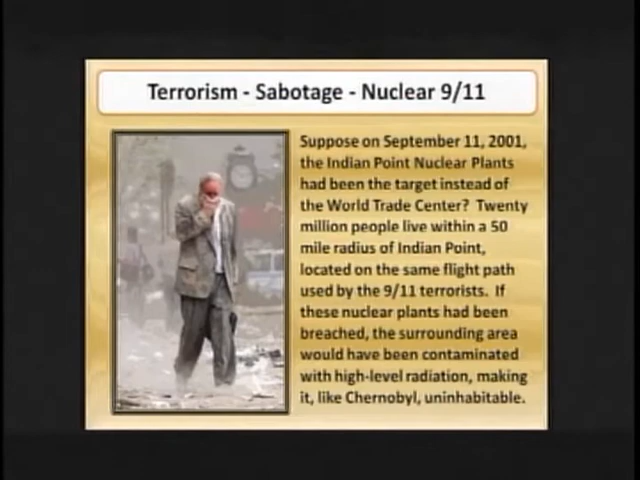 Terrorism - Sabotage - Nuclear 9/11
Suppose on September 11, 2001,
the Indian Point Nuclear Plants
had been the target instead of
the World Trade Center? Twenty
million people live within a 50
mile radius of Indian Point,
located on the same flight path
used by the 9/11 terrorists. If
these nuclear plants had been
breached, the surrounding area
would have been contaminated
with high-level radiation, making
it, like Chernobyl, uninhabitable.